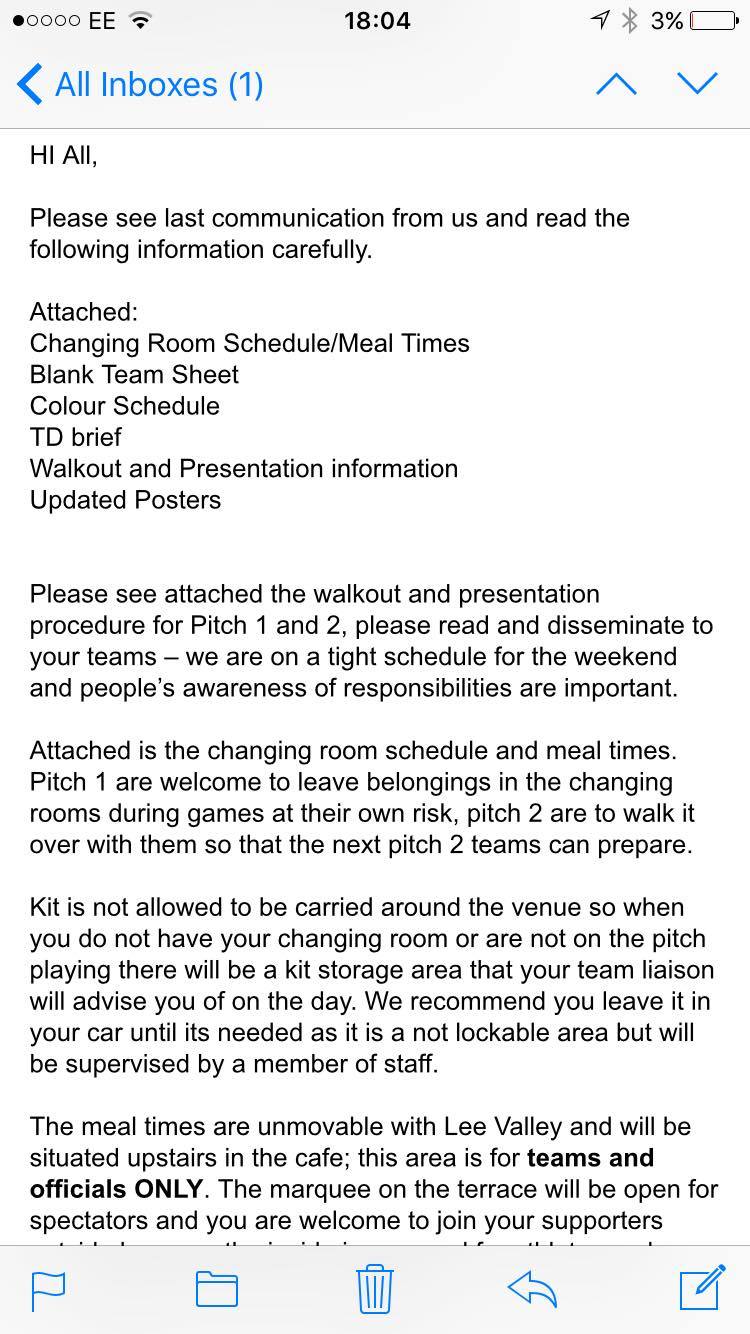 EE 18:04 3%
All Inboxes (1)
HI All,
Please see last communication from us and read the
following information carefully.
Attached:
Changing Room Schedule/Meal Times
Blank Team Sheet
Colour Schedule
TD brief
Walkout and Presentation information
Updated Posters
Please see attached the walkout and presentation
procedure for Pitch 1 and 2, please read and disseminate to
your teams – we are on a tight schedule for the weekend
and people’s awareness of responsibilities are important.
Attached is the changing room schedule and meal times.
Pitch 1 are welcome to leave belongings in the changing
rooms during games at their own risk, pitch 2 are to walk it
over with them so that the next pitch 2 teams can prepare.
Kit is not allowed to be carried around the venue so when
you do not have your changing room or are not on the pitch
playing there will be a kit storage area that your team liaison
will advise you of on the day. We recommend you leave it in
your car until its needed as it is a not lockable area but will
be supervised by a member of staff.
The meal times are unmovable with Lee Valley and will be
situated upstairs in the cafe; this area is for teams and
officials ONLY. The marquee on the terrace will be open for
spectators and you are welcome to join your supporters